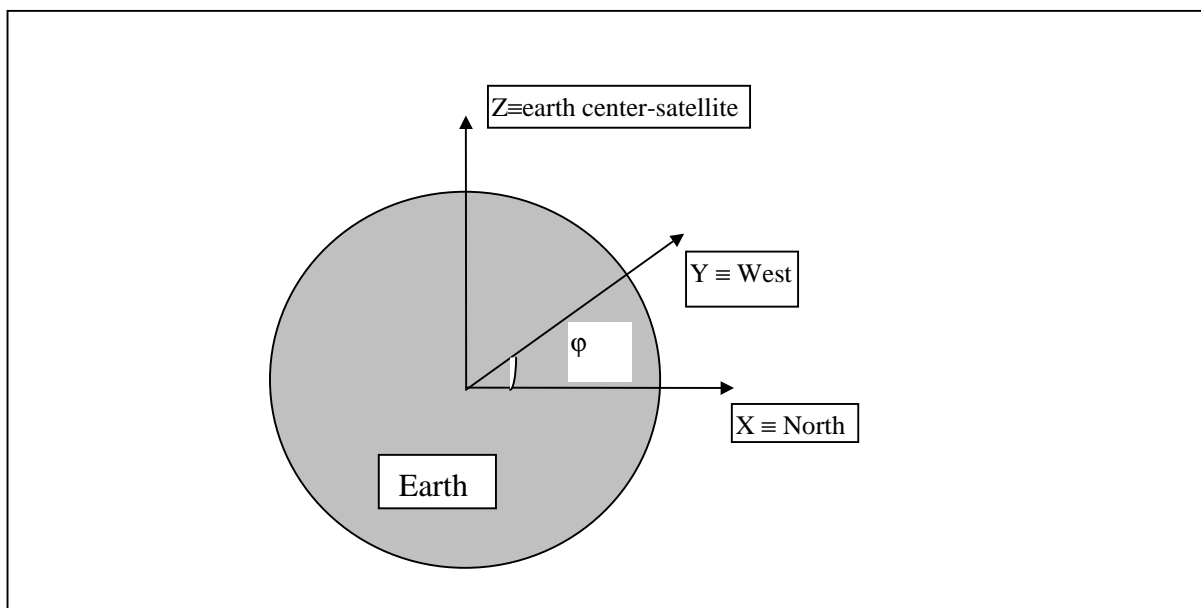 Z≡earth center-satellite
Y ≡ West
φ
X ≡ North
Earth